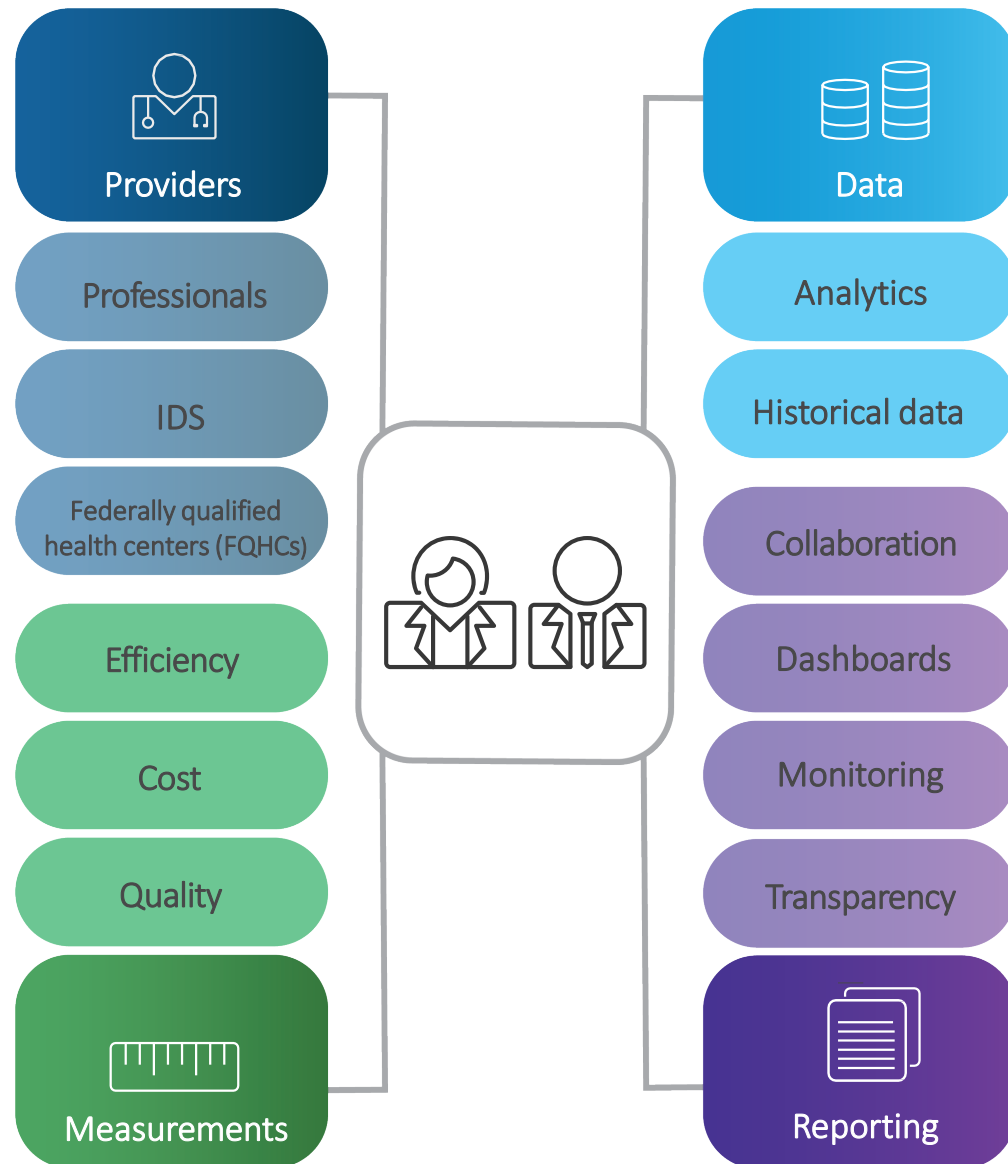 Providers
Professionals
IDS
Federally qualified
health centers (FQHCs)
Efficiency
Cost
Quality
Measurements
Data
Analytics
Historical data
Collaboration
Dashboards
Monitoring
Transparency
Reporting